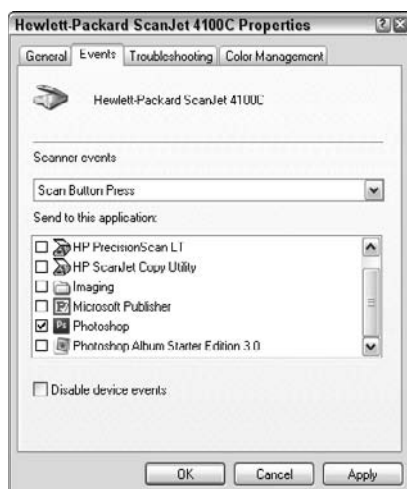 Hewlett-Packard ScanJet 4100C Properties
General Events Troubleshooting Color Management
Hewlett-Packard ScanJet 4100C
Scanner events
Scan Button Press
Send to this application:
HP PrecisionScan LT
HP ScanJet Copy Utility
Imaging
Microsoft Publisher
Ps Photoshop
Photoshop Album Starter Edition 3.0
Disable device events
OK Cancel Apply